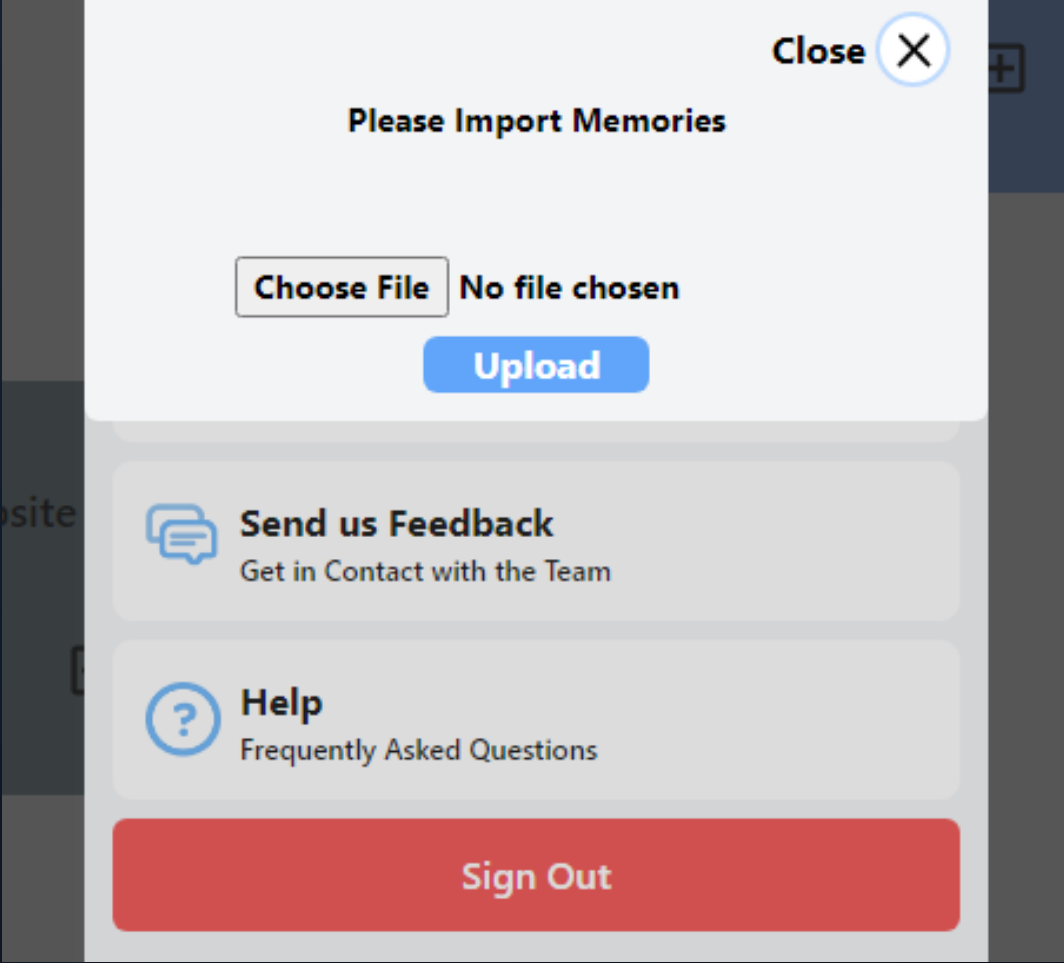 Close
Please Import Memories
Choose File No file chosen
Upload
Send us Feedback
Get in Contact with the Team
Help
Frequently Asked Questions
Sign Out